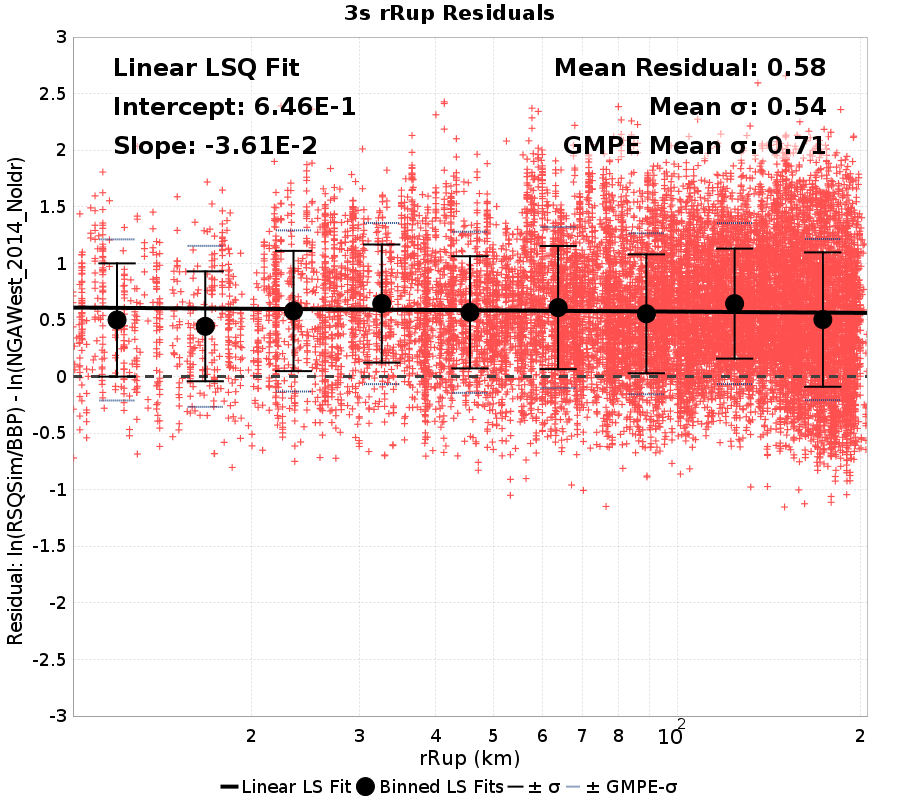 3s rRup Residuals
Linear LSQ Fit
Intercept: 6.46E-1
Slope: -3.61E-2
Mean Residual: 0.58
Mean σ: 0.54
GMPE Mean σ: 0.71
Residual: ln(RSQSim/BBP) - ln(NGAWest_2014_NoIdr)
3
2.5
2
1.5
1
0.5
0
-0.5
-1
-1.5
-2
-2.5
-3
2 3 4 5 6 7 8 10^2 2
rRup (km)
Linear LS Fit Binned LS Fits ± σ ± GMPE-σ